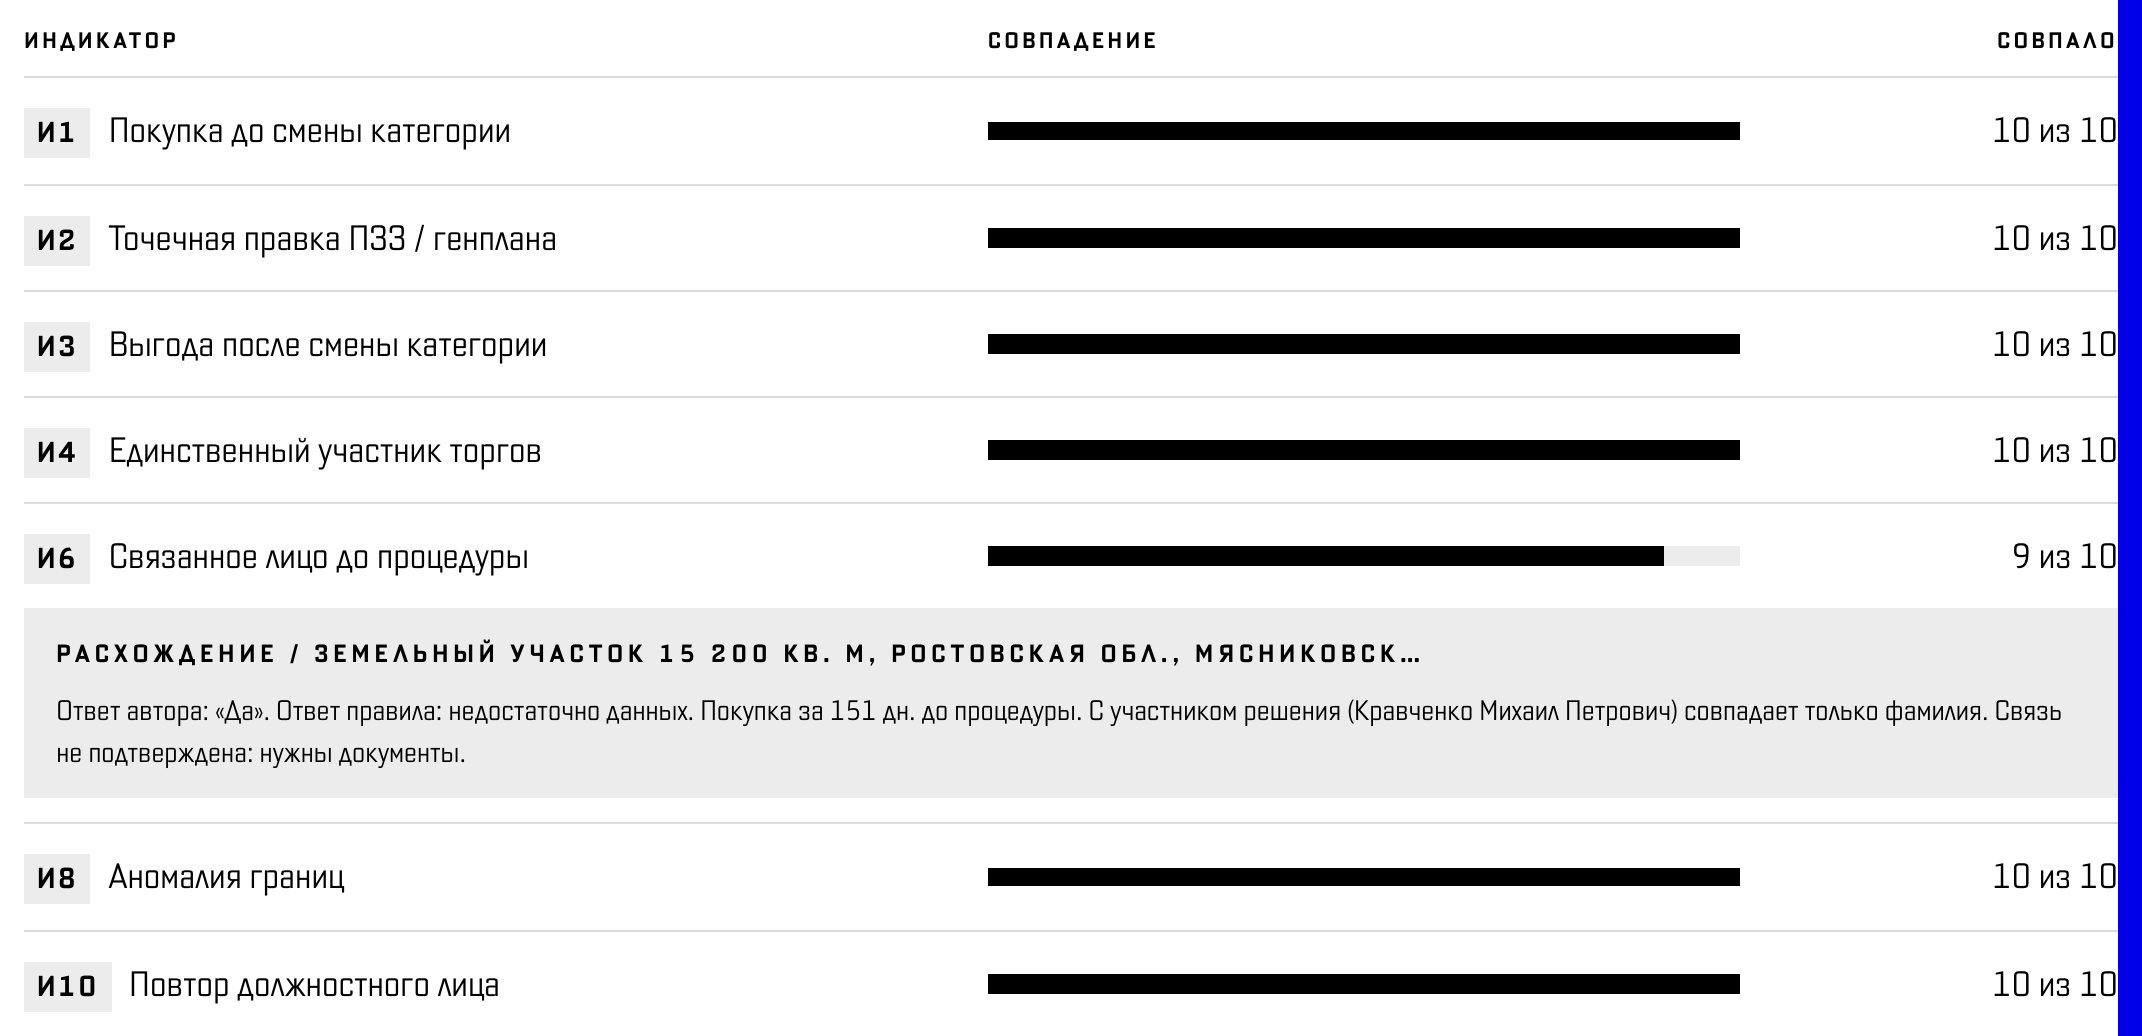 ИНДИКАТОР СОВПАДЕНИЕ СОВПАЛО
И1 Покупка до смены категории 10 из 10
И2 Точечная правка ПЗЗ / генплана 10 из 10
И3 Выгода после смены категории 10 из 10
И4 Единственный участник торгов 10 из 10
И6 Связанное лицо до процедуры 9 из 10
РАСХОЖДЕНИЕ / ЗЕМЕЛЬНЫЙ УЧАСТОК 15 200 КВ. М, РОСТОВСКАЯ ОБЛ., МЯСНИКОВСК…
Ответ автора: «Да». Ответ правила: недостаточно данных. Покупка за 151 дн. до процедуры. С участником решения (Кравченко Михаил Петрович) совпадает только фамилия. Связь
не подтверждена: нужны документы.
И8 Аномалия границ 10 из 10
И10 Повтор должностного лица 10 из 10